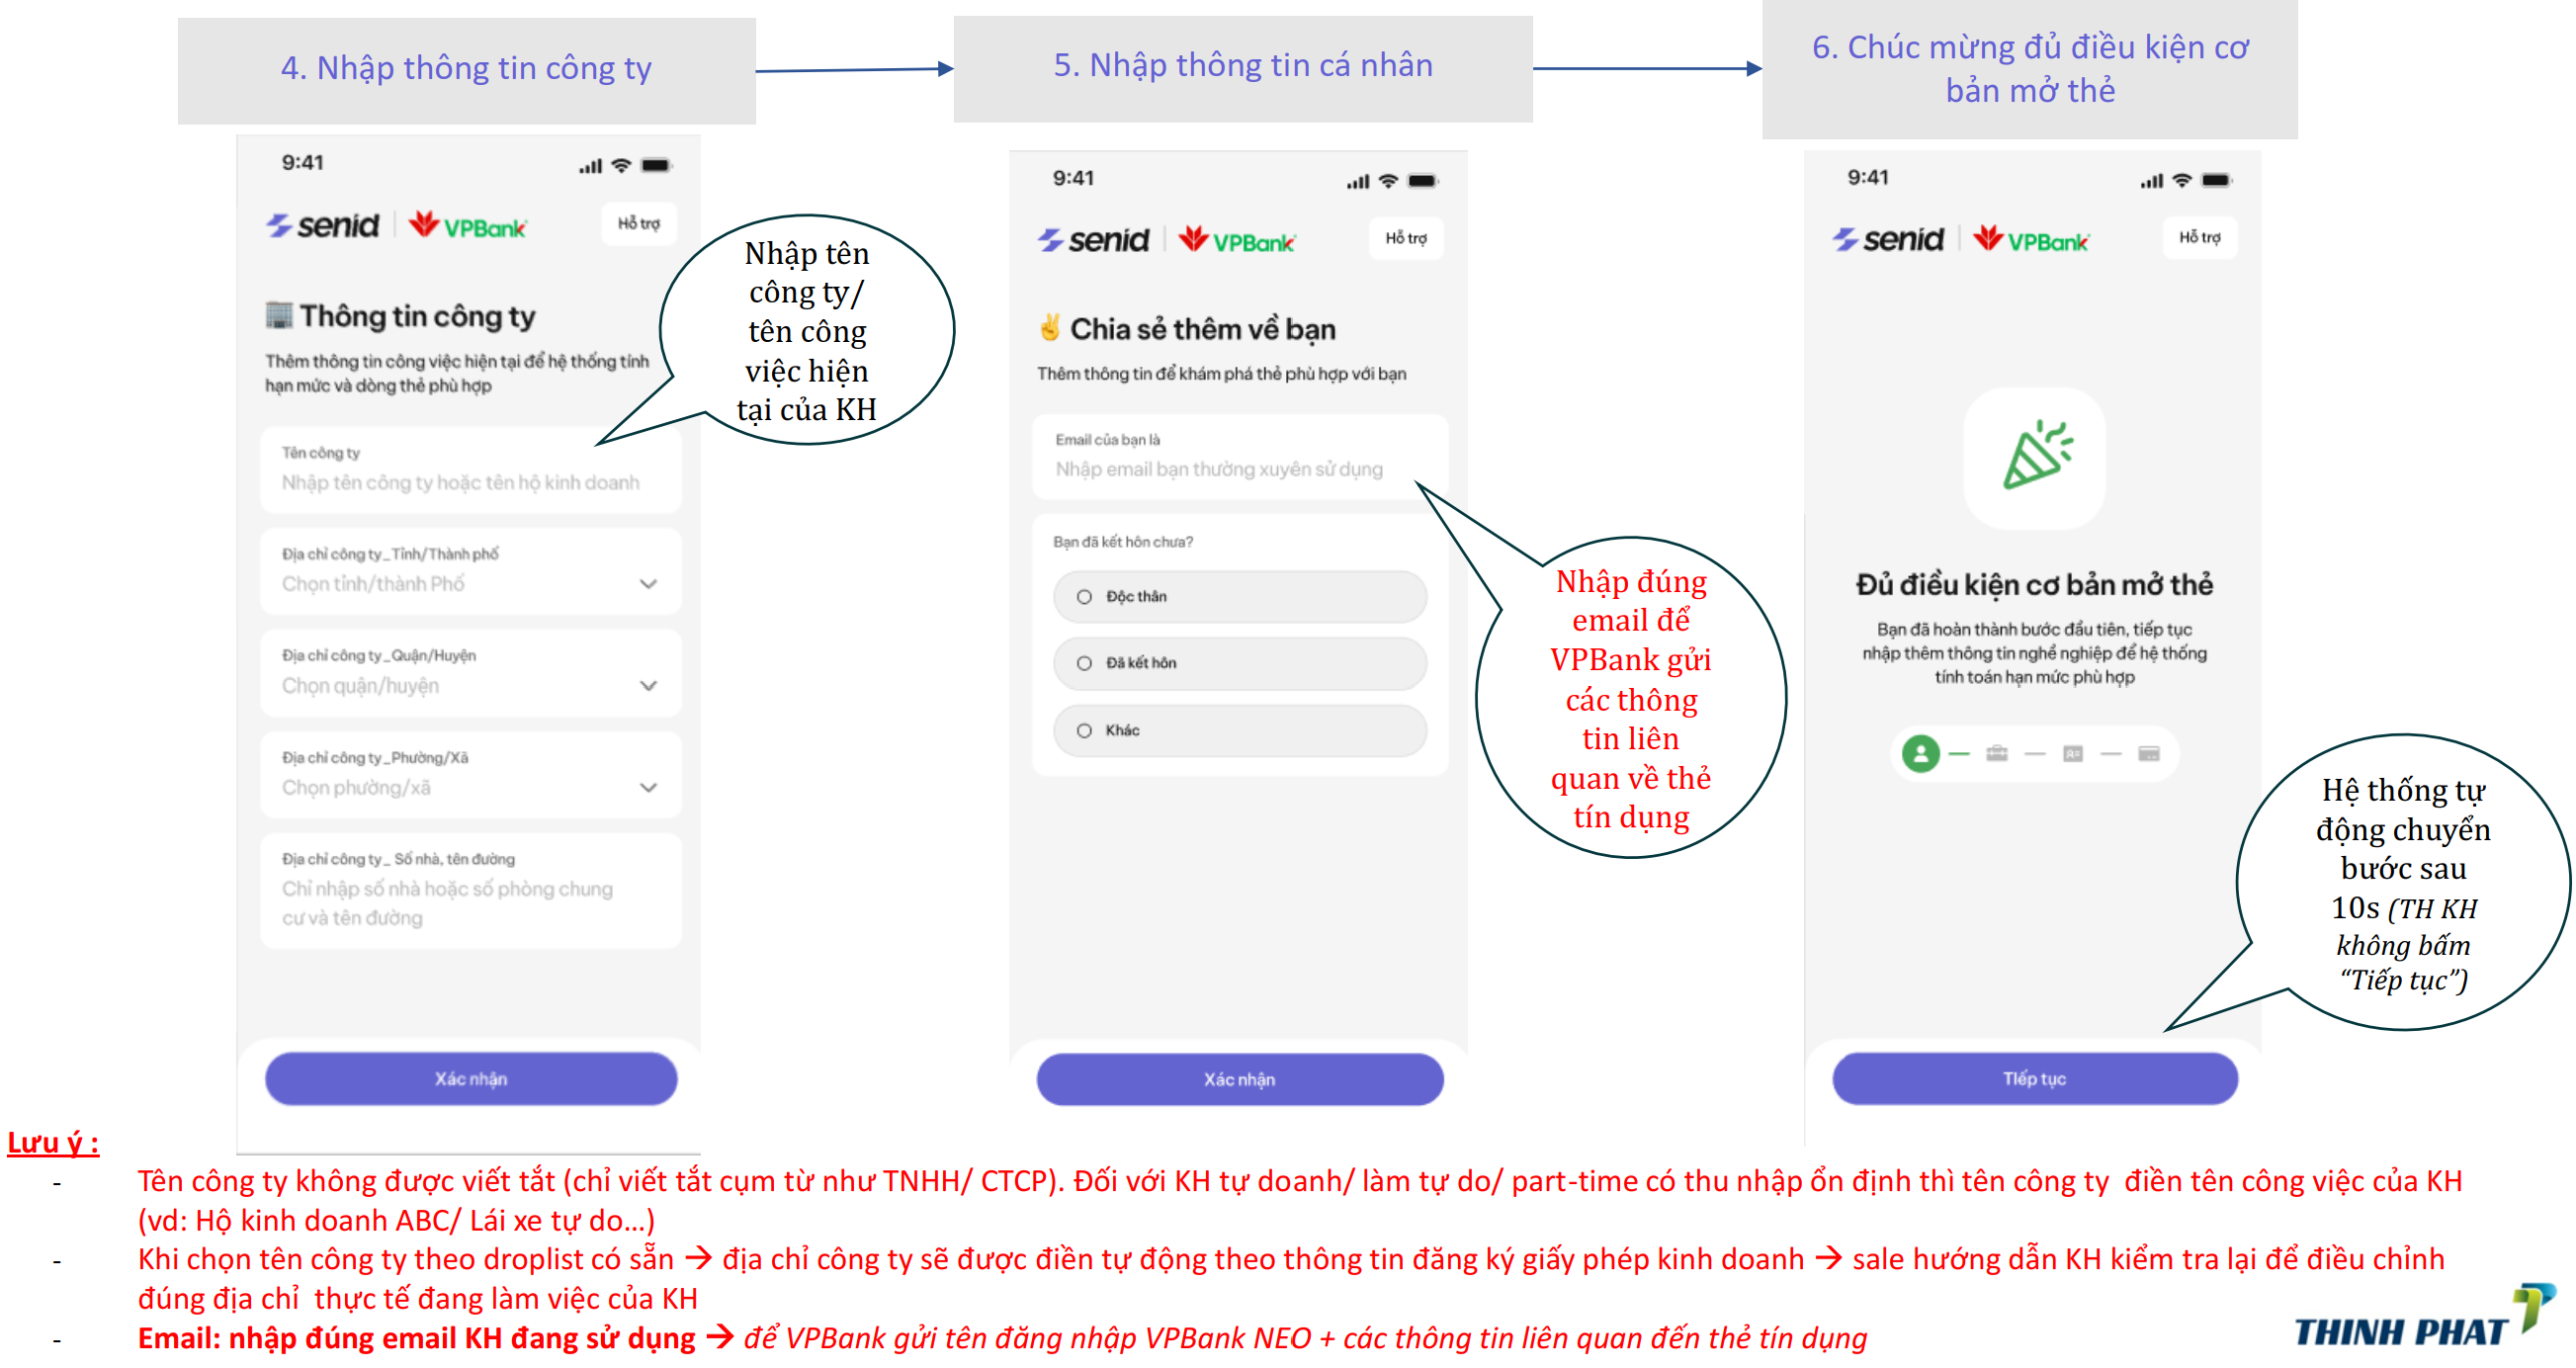 4. Nhập thông tin công ty
5. Nhập thông tin cá nhân
6. Chúc mừng đủ điều kiện cơ
bản mở thẻ
9:41
senid
VPBank
Hỗ trợ
Thông tin công ty
Thêm thông tin công việc hiện tại để hệ thống tính
hạn mức và dòng thẻ phù hợp
Tên công ty
Nhập tên công ty hoặc tên hộ kinh doanh
Địa chỉ công ty_Tỉnh/Thành phố
Chọn tỉnh/thành Phố
Địa chỉ công ty_Quận/Huyện
Chọn quận/huyện
Địa chỉ công ty_Phường/Xã
Chọn phường/xã
Địa chỉ công ty_ Số nhà, tên đường
Chỉ nhập số nhà hoặc số phòng chung
cư và tên đường
Xác nhận
Nhập tên
công ty/
tên công
việc hiện
tại của KH
9:41
senid
VPBank
Hỗ trợ
Chia sẻ thêm về bạn
Thêm thông tin để khám phá thẻ phù hợp với bạn
Email của bạn là
Nhập email bạn thường xuyên sử dụng
Bạn đã kết hôn chưa?
Độc thân
Đã kết hôn
Khác
Xác nhận
Nhập đúng
email để
VPBank gửi
các thông
tin liên
quan về thẻ
tín dụng
9:41
senid
VPBank
Hỗ trợ
Đủ điều kiện cơ bản mở thẻ
Bạn đã hoàn thành bước đầu tiên, tiếp tục
nhập thêm thông tin nghề nghiệp để hệ thống
tính toán hạn mức phù hợp
Tiếp tục
Hệ thống tự
động chuyển
bước sau
10s (TH KH
không bấm
“Tiếp tục”)
Lưu ý :
- Tên công ty không được viết tắt (chỉ viết tắt cụm từ như TNHH/ CTCP). Đối với KH tự doanh/ làm tự do/ part-time có thu nhập ổn định thì tên công ty điền tên công việc của KH
(vd: Hộ kinh doanh ABC/ Lái xe tự do...)
- Khi chọn tên công ty theo droplist có sẵn → địa chỉ công ty sẽ được điền tự động theo thông tin đăng ký giấy phép kinh doanh → sale hướng dẫn KH kiểm tra lại để điều chỉnh
đúng địa chỉ thực tế đang làm việc của KH
- Email: nhập đúng email KH đang sử dụng → để VPBank gửi tên đăng nhập VPBank NEO + các thông tin liên quan đến thẻ tín dụng
THINH PHAT